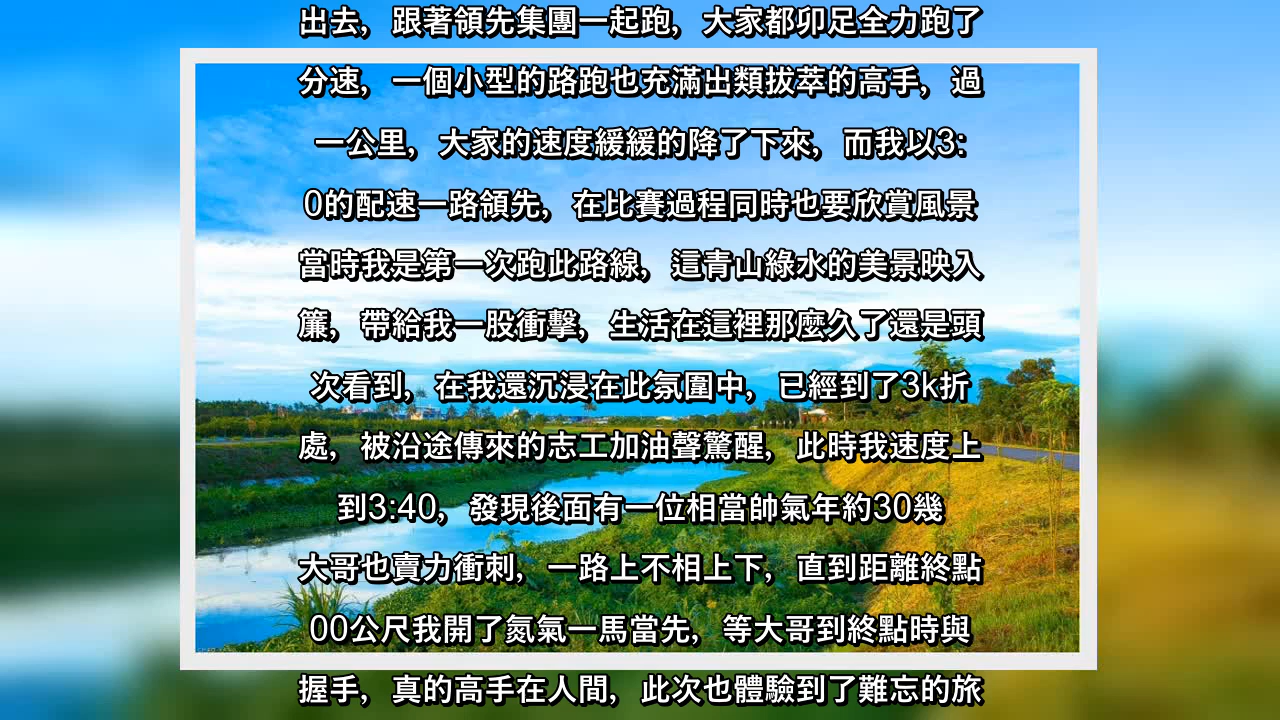 出去，跟著領先集團一起跑，大家都卯足全力跑了
分速，一個小型的路跑也充滿出類拔萃的高手，過
一公里，大家的速度緩緩的降了下來，而我以3:
0的配速一路領先，在比賽過程同時也要欣賞風景
當時我是第一次跑此路線，這青山綠水的美景映入
簾，帶給我一股衝擊，生活在這裡那麼久了還是頭
次看到，在我還沉浸在此氛圍中，已經到了3k折
處，被沿途傳來的志工加油聲驚醒，此時我速度上
到3:40，發現後面有一位相當帥氣年約30幾
大哥也賣力衝刺，一路上不相上下，直到距離終點
00公尺我開了氮氣一馬當先，等大哥到終點時與
握手，真的高手在人間，此次也體驗到了難忘的旅